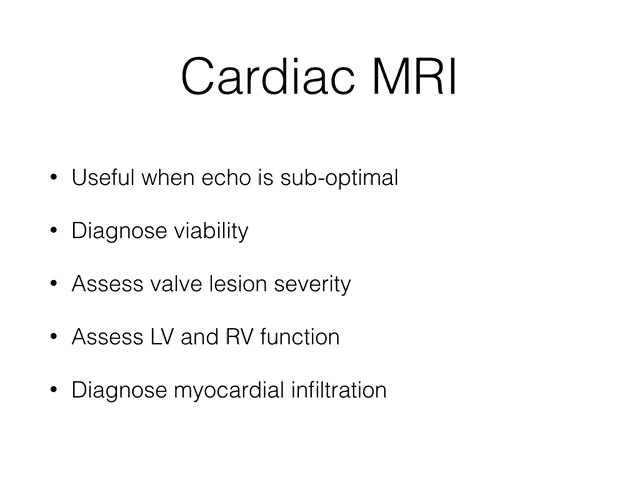 Cardiac MRI
• Useful when echo is sub-optimal
• Diagnose viability
• Assess valve lesion severity
• Assess LV and RV function
• Diagnose myocardial infiltration